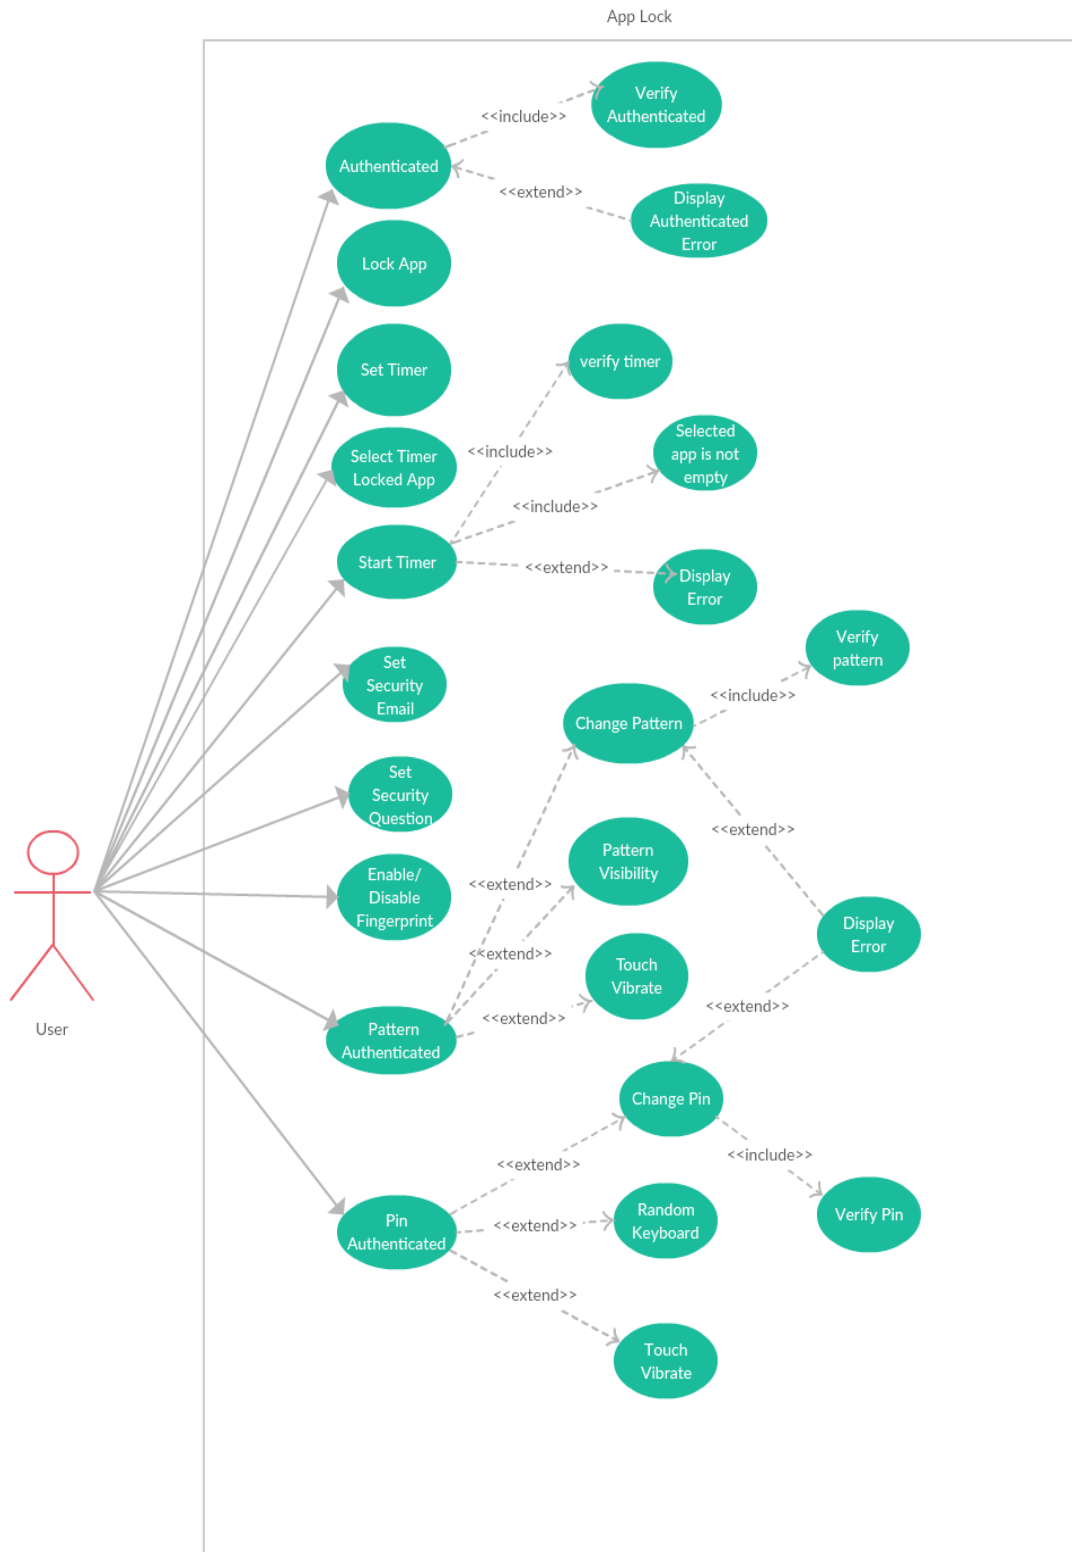 App Lock
Verify
Authenticated
<<include>>
Authenticated
<<extend>>
Display
Authenticated
Error
Lock App
Set Timer
verify timer
Select Timer
Locked App
<<include>>
Selected
app is not
empty
<<include>>
Start Timer
<<extend>>
Display
Error
Set
Security
Email
Verify
pattern
<<include>>
Change Pattern
Set
Security
Question
<<extend>>
Pattern
Visibility
Enable/
Disable
Fingerprint
<<extend>>
Display
Error
<<extend>>
Touch
Vibrate
<<extend>>
<<extend>>
User
Pattern
Authenticated
Change Pin
<<include>>
<<extend>>
Verify Pin
Pin
Authenticated
<<extend>>
Random
Keyboard
<<extend>>
Touch
Vibrate